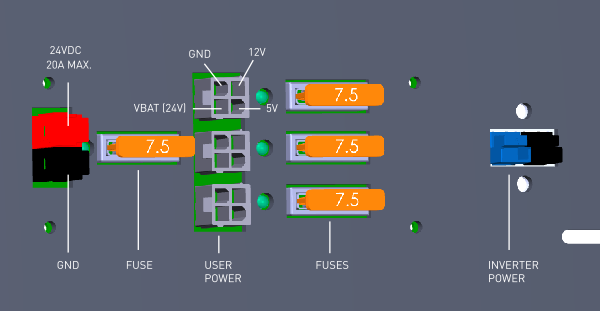 24VDC
20A MAX.
GND
12V
VBAT (24V)
5V
7.5
7.5
7.5
7.5
GND
FUSE
USER
POWER
FUSES
INVERTER
POWER